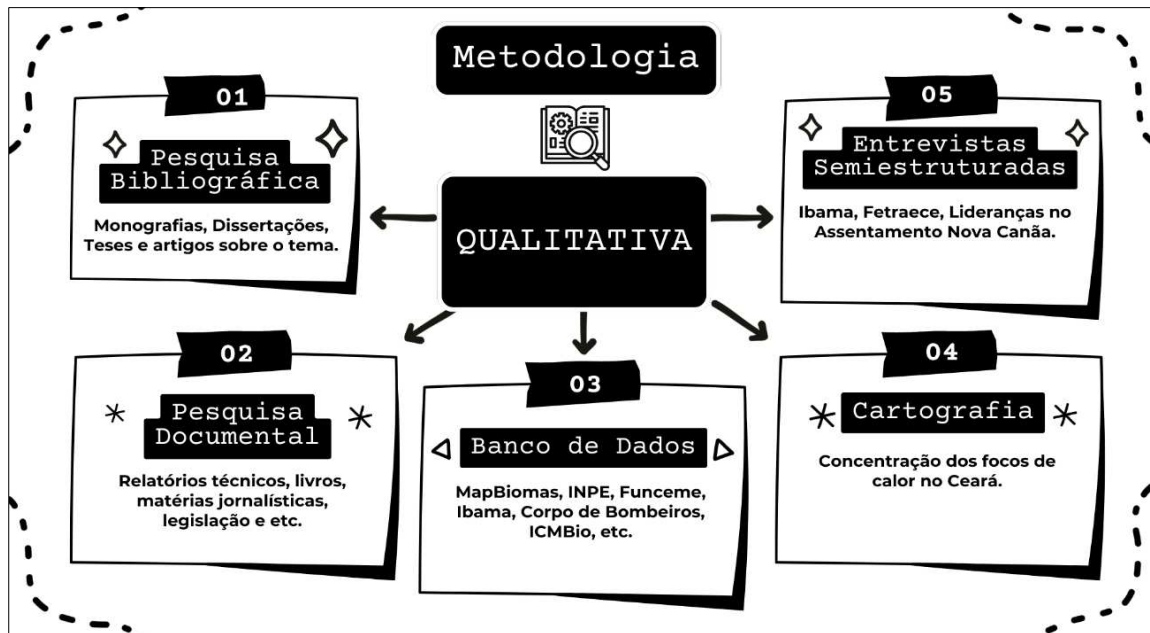 Metodologia
QUALITATIVA
01
Pesquisa
Bibliográfica
Monografias, Dissertações,
Teses e artigos sobre o tema.
02
Pesquisa
Documental
Relatórios técnicos, livros,
matérias jornalísticas,
legislação e etc.
03
Banco de Dados
MapBiomas, INPE, Funceme,
Ibama, Corpo de Bombeiros,
ICMBio, etc.
04
Cartografia
Concentração dos focos de
calor no Ceará.
05
Entrevistas
Semiestruturadas
Ibama, Fetraece, Lideranças no
Assentamento Nova Canãa.